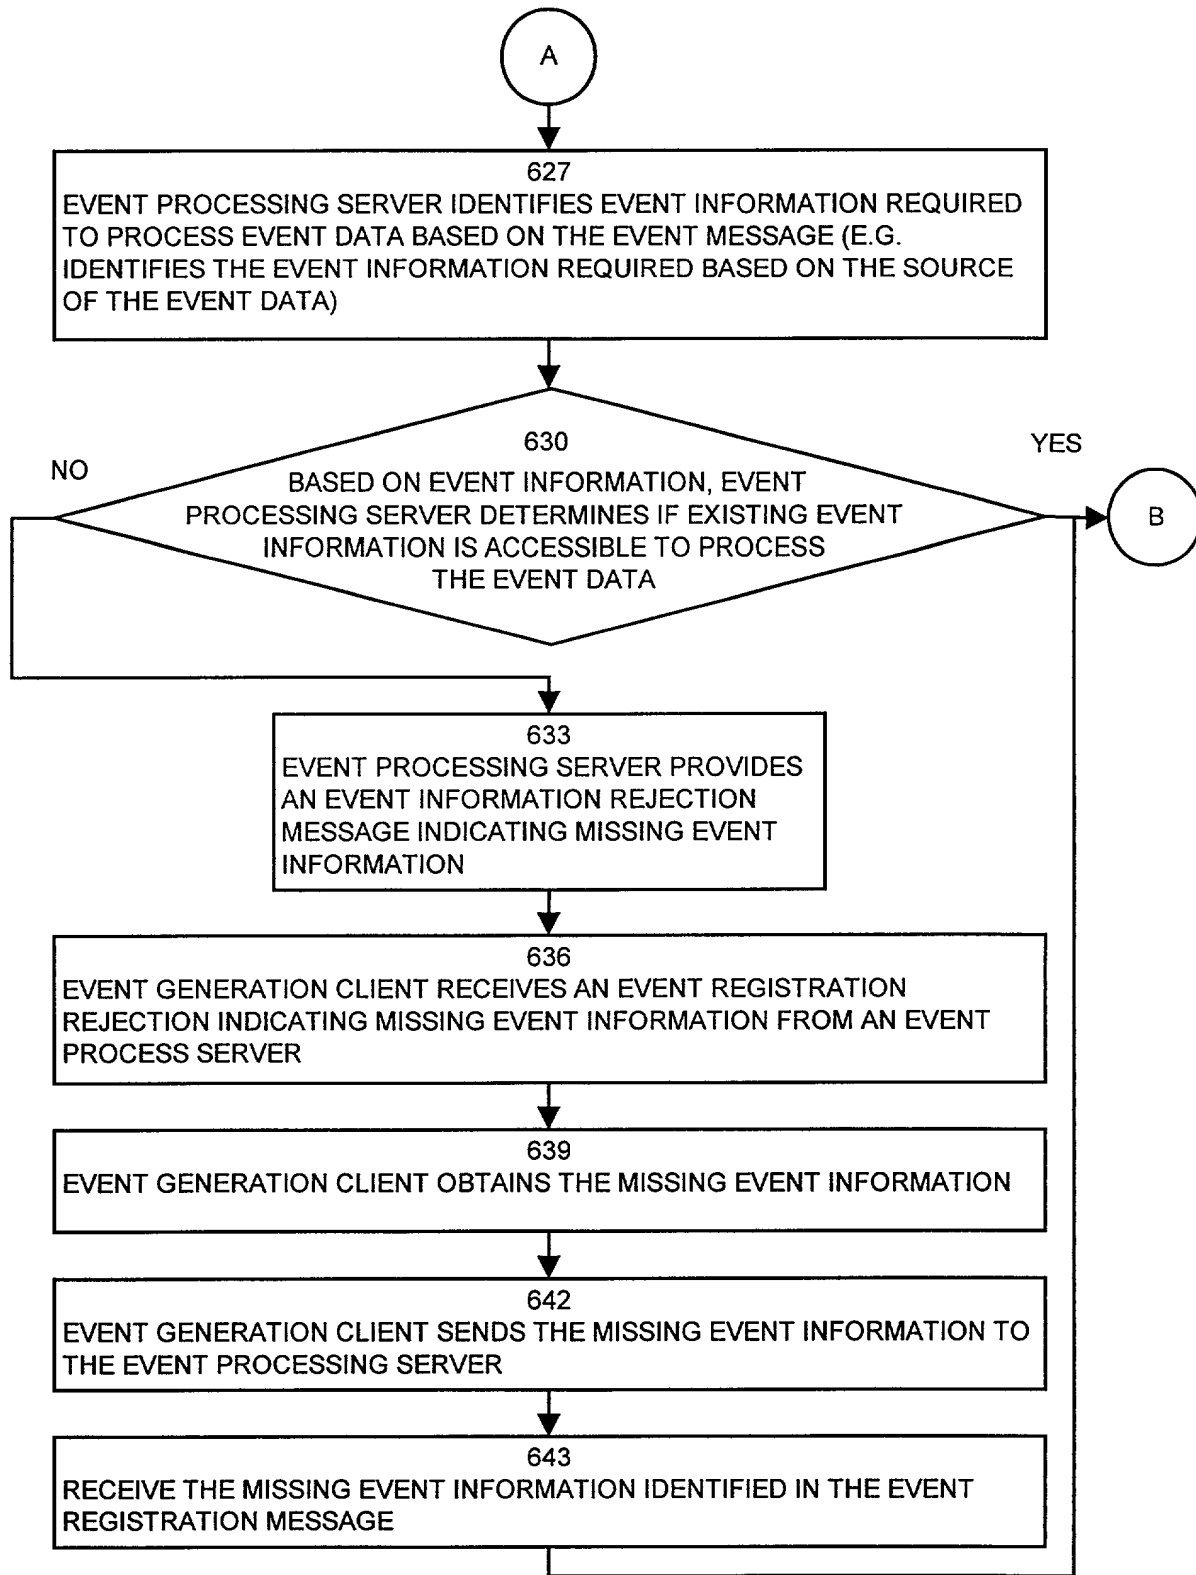 A
627
EVENT PROCESSING SERVER IDENTIFIES EVENT INFORMATION REQUIRED
TO PROCESS EVENT DATA BASED ON THE EVENT MESSAGE (E.G.
IDENTIFIES THE EVENT INFORMATION REQUIRED BASED ON THE SOURCE
OF THE EVENT DATA)
630
NO
YES
BASED ON EVENT INFORMATION, EVENT
PROCESSING SERVER DETERMINES IF EXISTING EVENT
INFORMATION IS ACCESSIBLE TO PROCESS
THE EVENT DATA
B
633
EVENT PROCESSING SERVER PROVIDES
AN EVENT INFORMATION REJECTION
MESSAGE INDICATING MISSING EVENT
INFORMATION
636
EVENT GENERATION CLIENT RECEIVES AN EVENT REGISTRATION
REJECTION INDICATING MISSING EVENT INFORMATION FROM AN EVENT
PROCESS SERVER
639
EVENT GENERATION CLIENT OBTAINS THE MISSING EVENT INFORMATION
642
EVENT GENERATION CLIENT SENDS THE MISSING EVENT INFORMATION TO
THE EVENT PROCESSING SERVER
643
RECEIVE THE MISSING EVENT INFORMATION IDENTIFIED IN THE EVENT
REGISTRATION MESSAGE